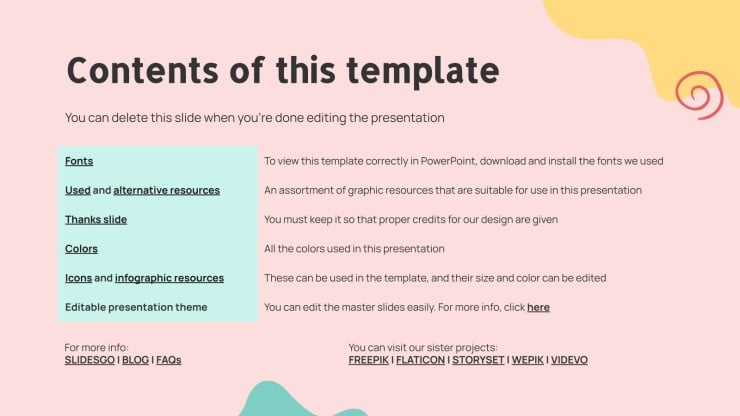 Contents of this template
You can delete this slide when you're done editing the presentation
Fonts To view this template correctly in PowerPoint, download and install the fonts we used
Used and alternative resources An assortment of graphic resources that are suitable for use in this presentation
Thanks slide You must keep it so that proper credits for our design are given
Colors All the colors used in this presentation
Icons and infographic resources These can be used in the template, and their size and color can be edited
Editable presentation theme You can edit the master slides easily. For more info, click here
For more info:
SLIDESGO | BLOG | FAQs
You can visit our sister projects:
FREEPIK | FLATICON | STORYSET | WEPIK | VIDEVO